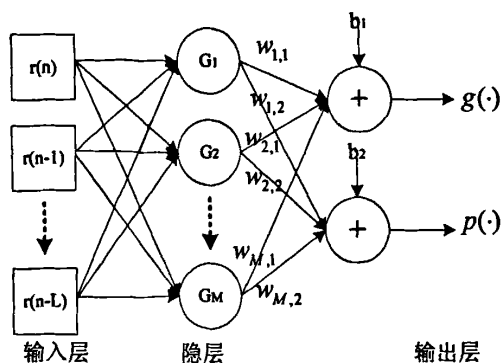 r(n)
r(n-1)
r(n-L)
G1
G2
GM
w1,1
w1,2
w2,1
w2,2
wM,1
wM,2
b1
+
g(·)
b2
+
p(·)
输入层 隐层 输出层